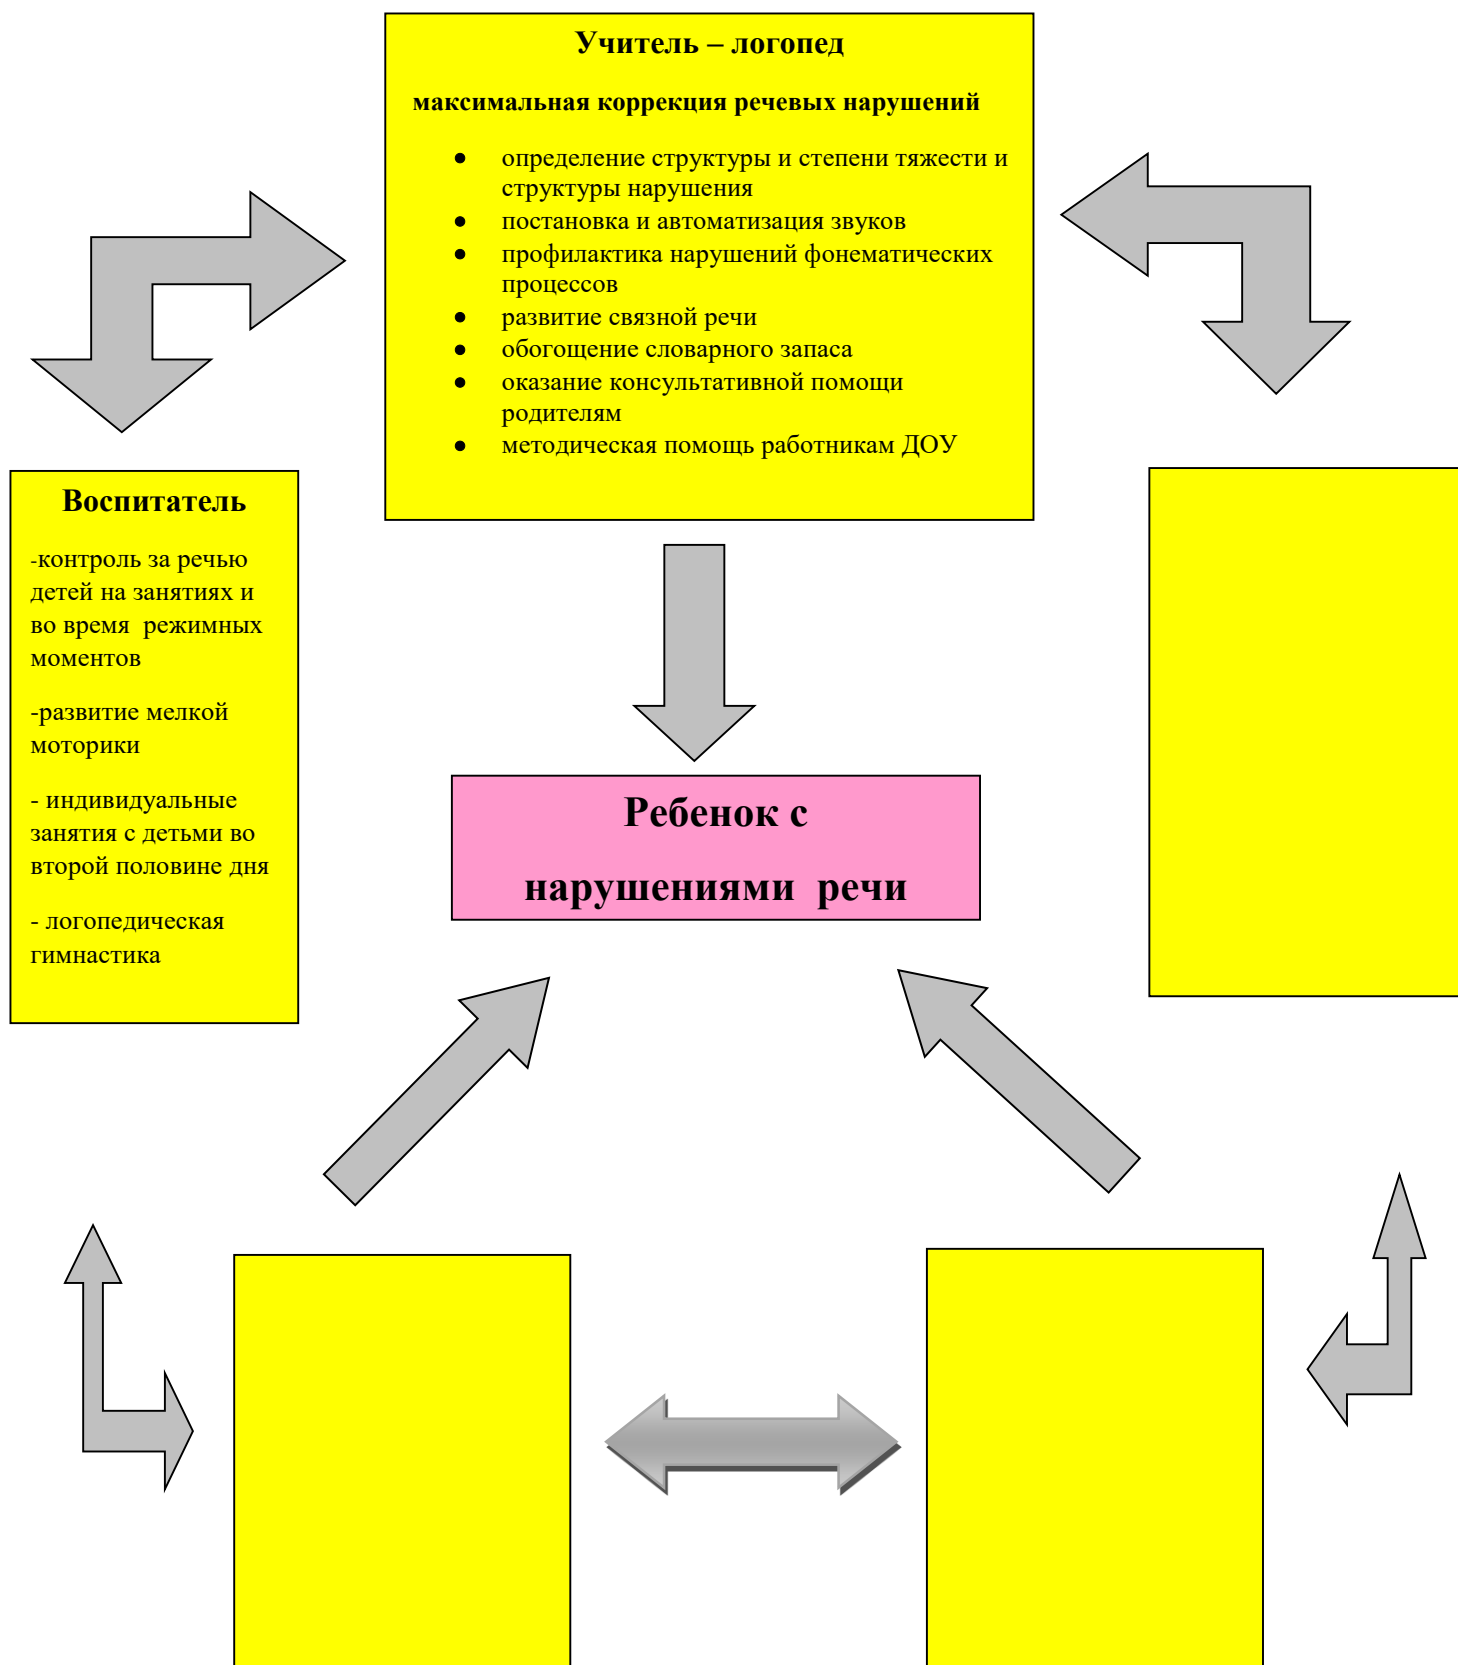 Учитель – логопед
максимальная коррекция речевых нарушений
● определение структуры и степени тяжести и
структуры нарушения
● постановка и автоматизация звуков
● профилактика нарушений фонематических
процессов
● развитие связной речи
● обогощение словарного запаса
● оказание консультативной помощи
родителям
● методическая помощь работникам ДОУ
Воспитатель
-контроль за речью
детей на занятиях и
во время режимных
моментов
-развитие мелкой
моторики
- индивидуальные
занятия с детьми во
второй половине дня
- логопедическая
гимнастика
Ребенок с
нарушениями речи